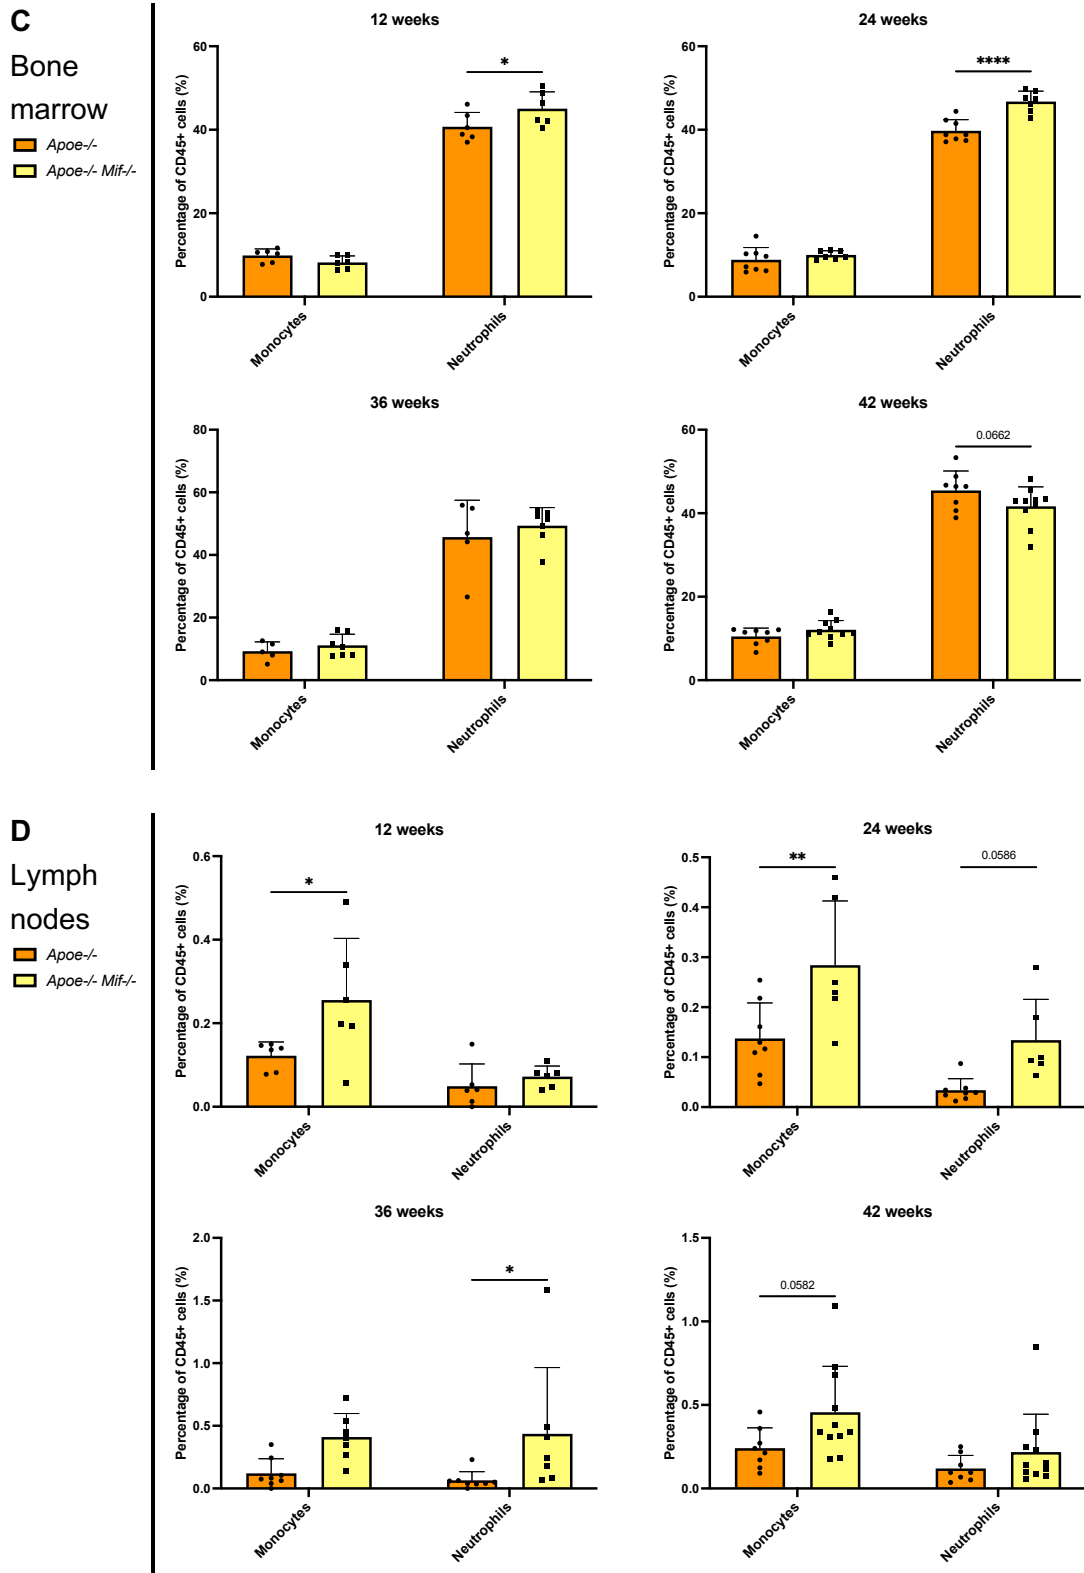 C
Bone
marrow
Apoe-/-
Apoe-/- Mif-/-
12 weeks
Percentage of CD45+ cells (%)
60
40
20
0
*
Monocytes
Neutrophils
24 weeks
Percentage of CD45+ cells (%)
60
40
20
0
****
Monocytes
Neutrophils
36 weeks
Percentage of CD45+ cells (%)
80
60
40
20
0
Monocytes
Neutrophils
42 weeks
Percentage of CD45+ cells (%)
60
40
20
0
0.0662
Monocytes
Neutrophils
D
Lymph
nodes
Apoe-/-
Apoe-/- Mif-/-
12 weeks
Percentage of CD45+ cells (%)
0.6
0.4
0.2
0.0
*
Monocytes
Neutrophils
24 weeks
Percentage of CD45+ cells (%)
0.5
0.4
0.3
0.2
0.1
0.0
**
0.0586
Monocytes
Neutrophils
36 weeks
Percentage of CD45+ cells (%)
2.0
1.5
1.0
0.5
0.0
*
Monocytes
Neutrophils
42 weeks
Percentage of CD45+ cells (%)
1.5
1.0
0.5
0.0
0.0582
Monocytes
Neutrophils